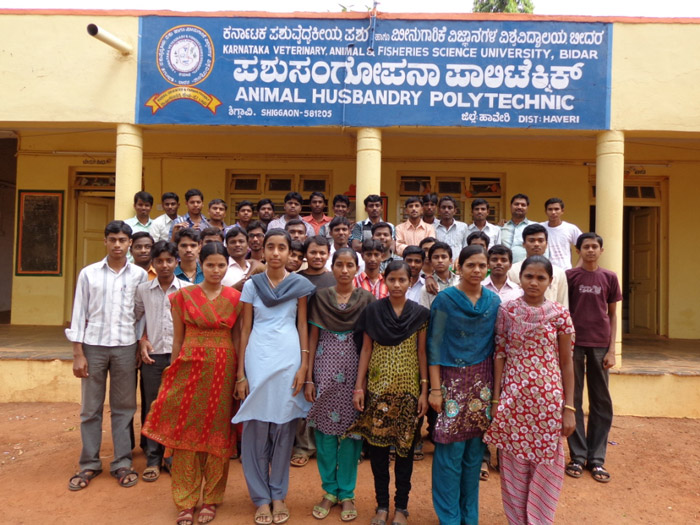 ಕರ್ನಾಟಕ ಪಶುವೈದ್ಯಕೀಯ ಪಶು ಹಾಗೂ ಮೀನುಗಾರಿಕೆ ವಿಜ್ಞಾನಗಳ ವಿಶ್ವವಿದ್ಯಾಲಯ ಬೀದರ
KARNATAKA VETERINARY, ANIMAL & FISHERIES SCIENCE UNIVERSITY, BIDAR
ಪಶುಸಂಗೋಪನಾ ಪಾಲಿಟೆಕ್ನಿಕ್
ANIMAL HUSBANDRY POLYTECHNIC
ಶಿಗ್ಗಾವಿ. SHIGGAON-581205 ಜಿಲ್ಲೆ: ಹಾವೇರಿ DIST: HAVERI